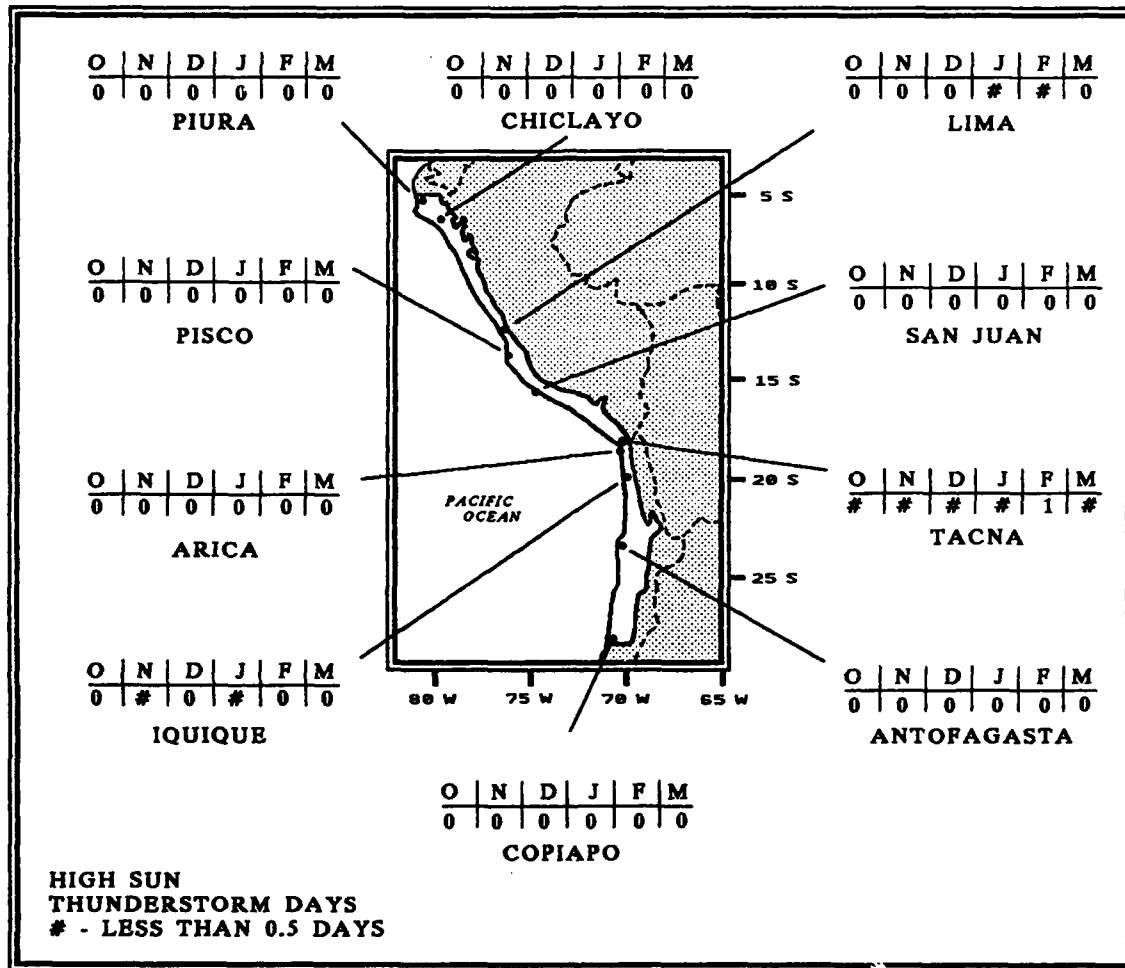 O | N | D | J | F | M
0 | 0 | 0 | 0 | 0 | 0
PIURA
O | N | D | J | F | M
0 | 0 | 0 | 0 | 0 | 0
CHICLAYO
O | N | D | J | F | M
0 | 0 | 0 | # | # | 0
LIMA
5 S
O | N | D | J | F | M
0 | 0 | 0 | 0 | 0 | 0
PISCO
10 S
O | N | D | J | F | M
0 | 0 | 0 | 0 | 0 | 0
SAN JUAN
15 S
O | N | D | J | F | M
0 | 0 | 0 | 0 | 0 | 0
ARICA
PACIFIC
OCEAN
20 S
O | N | D | J | F | M
# | # | # | # | 1 | #
TACNA
25 S
O | N | D | J | F | M
0 | # | 0 | # | 0 | 0
IQUIQUE
80 W 75 W 70 W 65 W
O | N | D | J | F | M
0 | 0 | 0 | 0 | 0 | 0
ANTOFAGASTA
O | N | D | J | F | M
0 | 0 | 0 | 0 | 0 | 0
COPIAPO
HIGH SUN
THUNDERSTORM DAYS
# - LESS THAN 0.5 DAYS